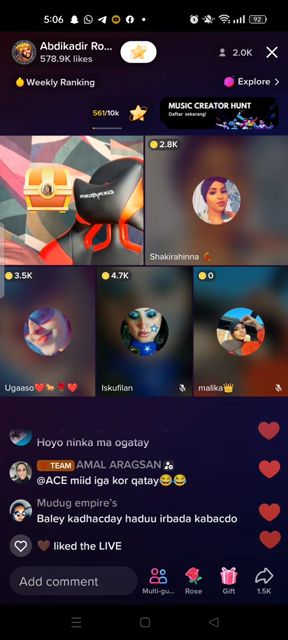 5:06
92
Abdikadir Ro...
578.9K likes
2.0K
Weekly Ranking
Explore >
561/10k
MUSIC CREATOR HUNT
Daftar sekarang!
DXRACER
2.8K
Shakirahinna
3.5K
4.7K
0
Ugaaso
Iskufilan
malika
Hoyo ninka ma ogatay
TEAM AMAL ARAGSAN
@ACE miid iga kor qatay😂😂
Mudug empire's
Baley kadhacday haduu irbada kabacdo
🤎 liked the LIVE
Add comment
Multi-gu...
Rose
Gift
1.5K